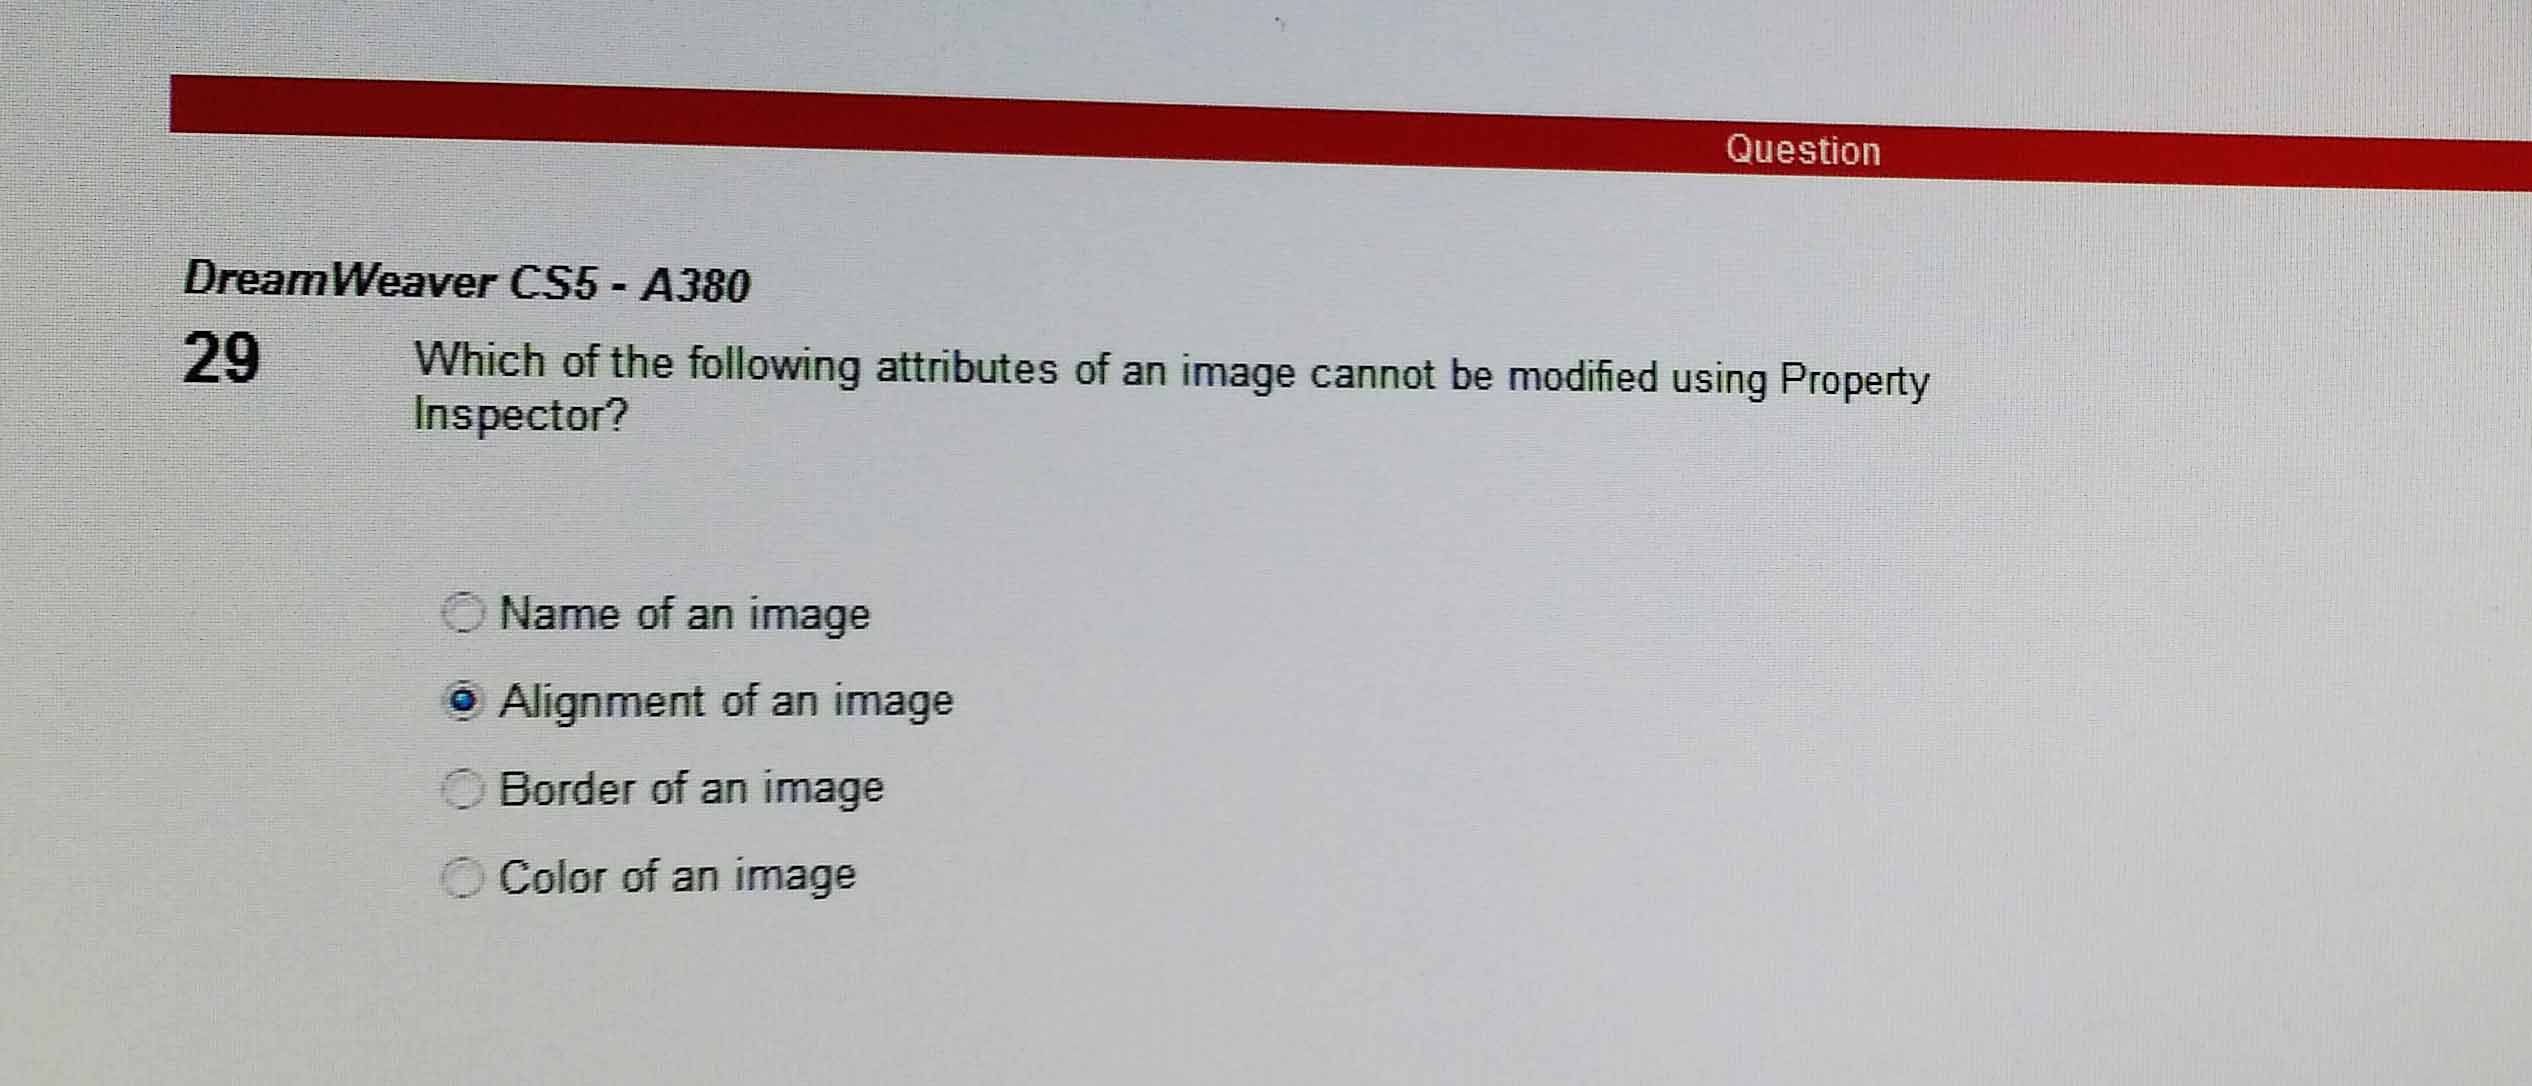 Question
DreamWeaver CS5 - A380
29 Which of the following attributes of an image cannot be modified using Property
Inspector?
Name of an image
Alignment of an image
Border of an image
Color of an image